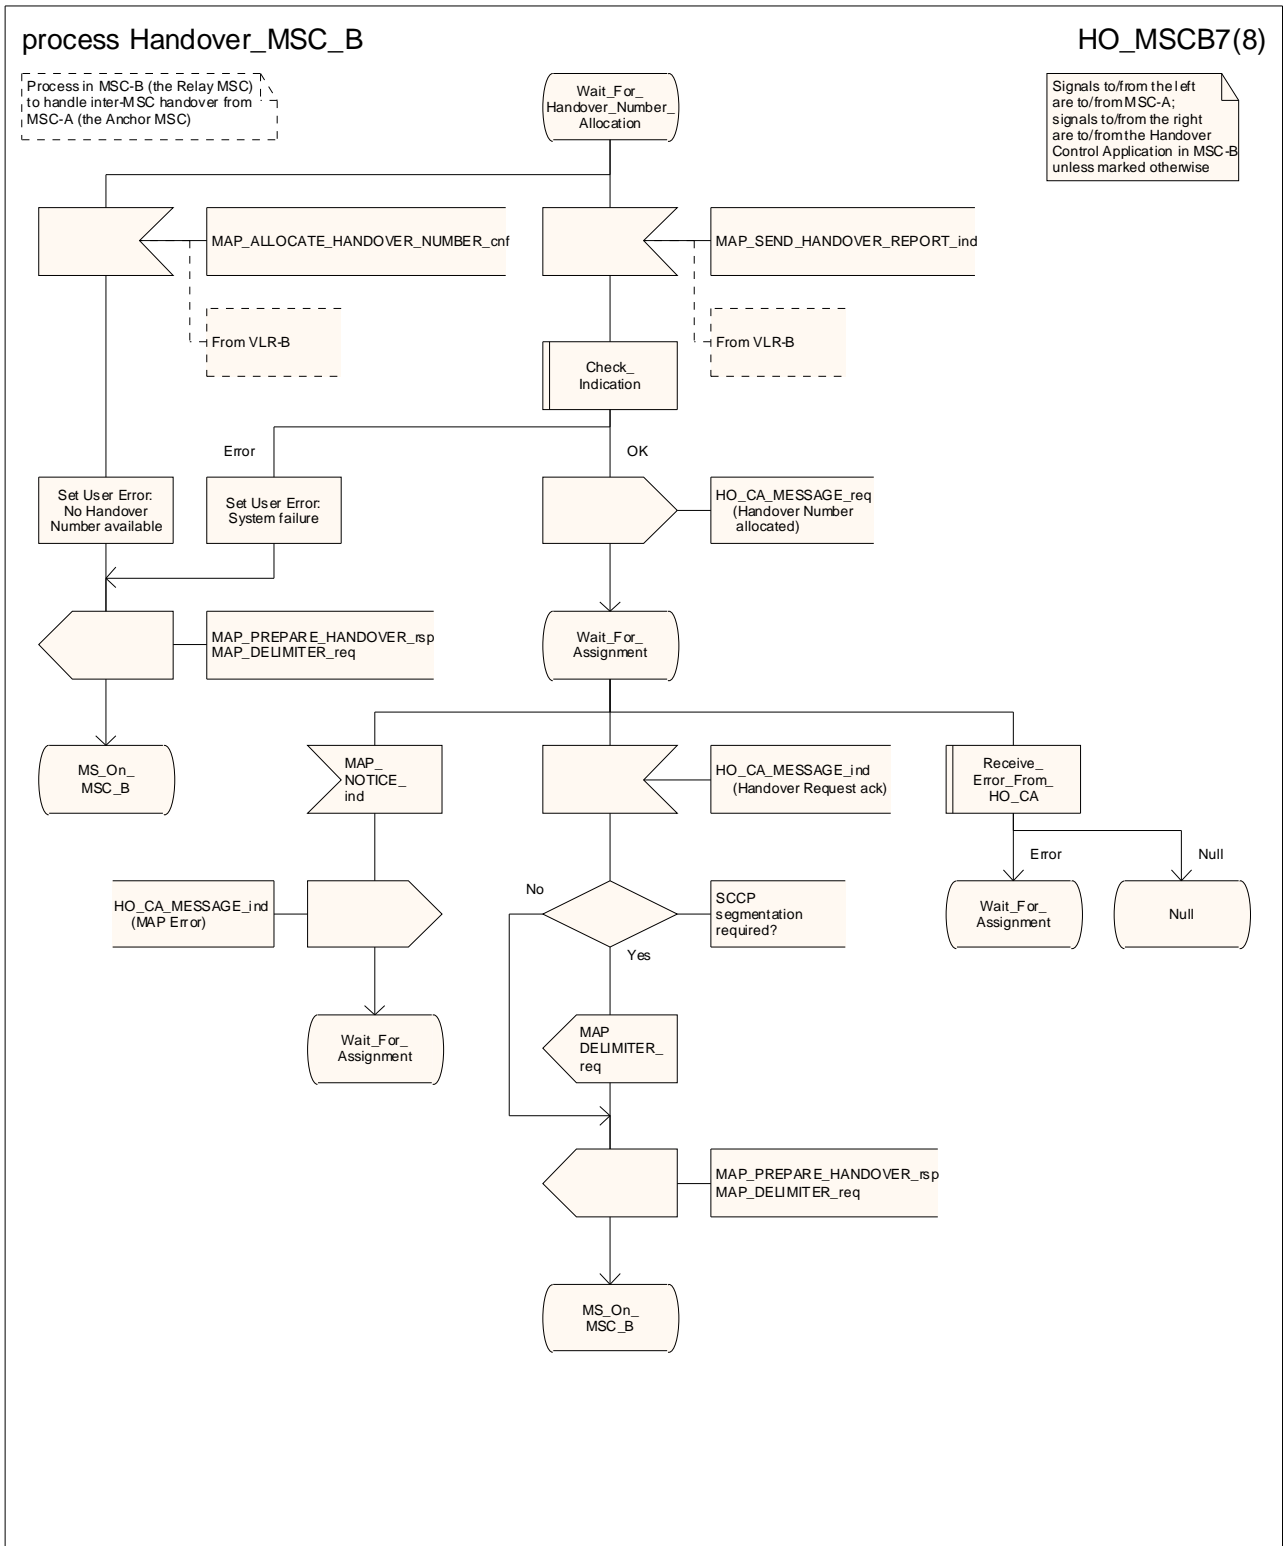 process Handover_MSC_B
HO_MSCB7(8)
Process in MSC-B (the Relay MSC)
to handle inter-MSC handover from
MSC-A (the Anchor MSC)
Wait_For_
Handover_Number_
Allocation
Signals to/from the left
are to/from MSC-A;
signals to/from the right
are to/from the Handover
Control Application in MSC-B
unless marked otherwise
MAP_ALLOCATE_HANDOVER_NUMBER_cnf
MAP_SEND_HANDOVER_REPORT_ind
From VLR-B
From VLR-B
Check_
Indication
Error
OK
Set User Error:
No Handover
Number available
Set User Error:
System failure
HO_CA_MESSAGE_req
(Handover Number
allocated)
MAP_PREPARE_HANDOVER_rsp
MAP_DELIMITER_req
Wait_For_
Assignment
MS_On_
MSC_B
MAP_
NOTICE_
ind
HO_CA_MESSAGE_ind
(Handover Request ack)
Receive_
Error_From_
HO_CA
Error
Null
HO_CA_MESSAGE_ind
(MAP Error)
No
SCCP
segmentation
required?
Yes
Wait_For_
Assignment
Null
Wait_For_
Assignment
MAP
DELIMITER_
req
MAP_PREPARE_HANDOVER_rsp
MAP_DELIMITER_req
MS_On_
MSC_B